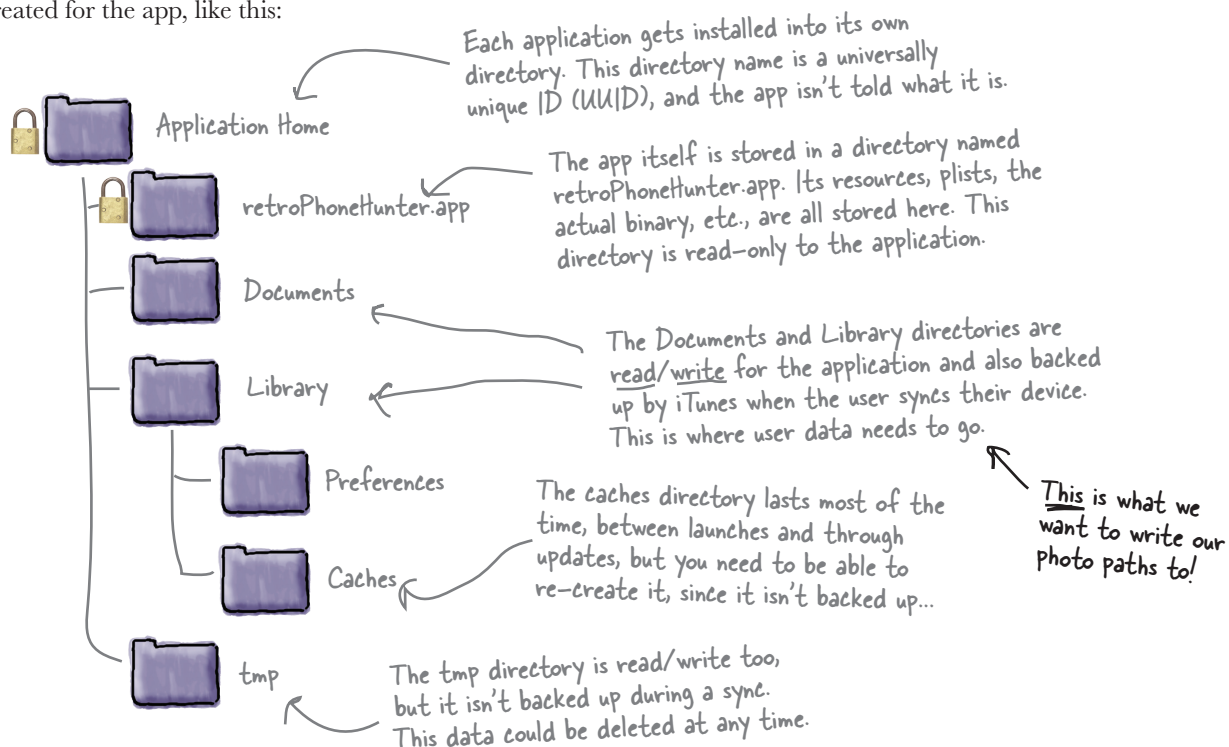 reated for the app, like this:
Each application gets installed into its own
directory. This directory name is a universally
unique ID (UUID), and the app isn't told what it is.
Application Home
The app itself is stored in a directory named
retroPhoneHunter.app. Its resources, plists, the
actual binary, etc., are all stored here. This
directory is read-only to the application.
retroPhoneHunter.app
Documents
The Documents and Library directories are
read/write for the application and also backed
up by iTunes when the user syncs their device.
This is where user data needs to go.
Library
This is what we
want to write our
photo paths to!
Preferences
The caches directory lasts most of the
time, between launches and through
updates, but you need to be able to
re-create it, since it isn't backed up...
Caches
tmp
The tmp directory is read/write too,
but it isn't backed up during a sync.
This data could be deleted at any time.